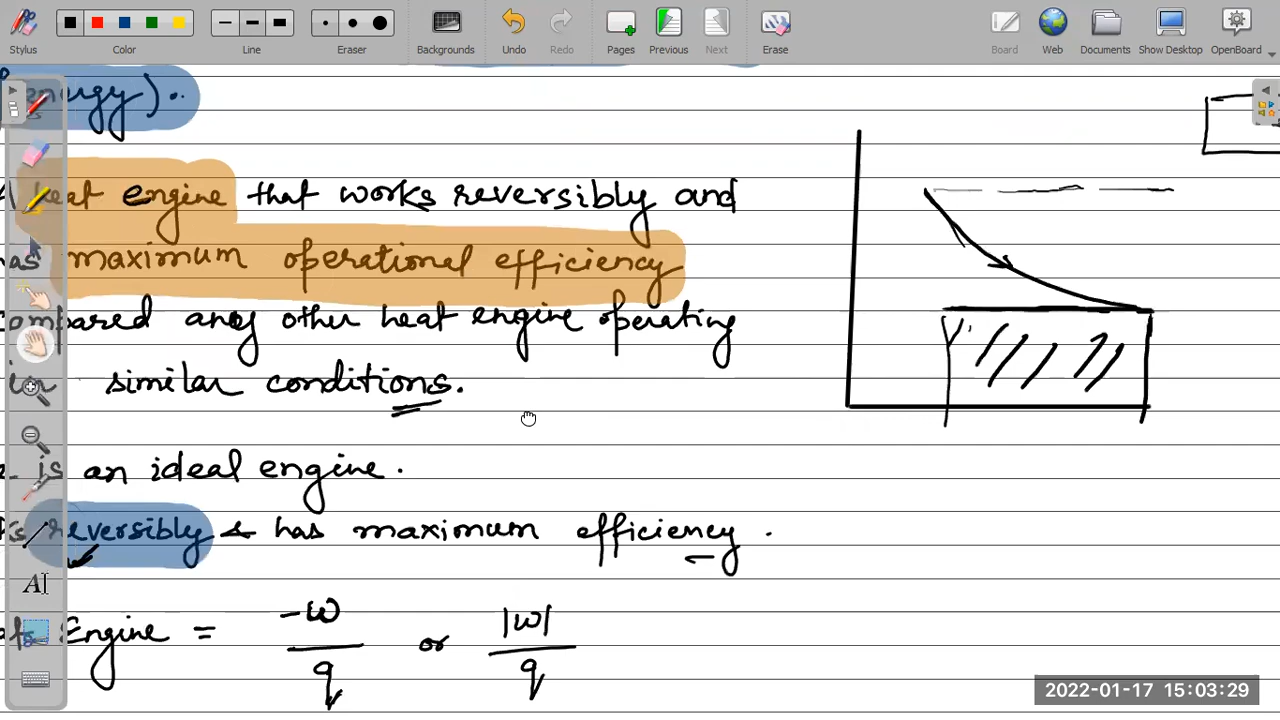 Stylus
Color
Line
Eraser
Backgrounds
Undo
Redo
Pages
Previous
Next
Erase
Board
Web
Documents
Show Desktop
OpenBoard
energy).
heat engine that works reversibly and
has maximum operational efficiency
compared any other heat engine operating
similar conditions.
is an ideal engine.
reversibly & has maximum efficiency.
Engine = -w / q or |w| / q
2022-01-17 15:03:29